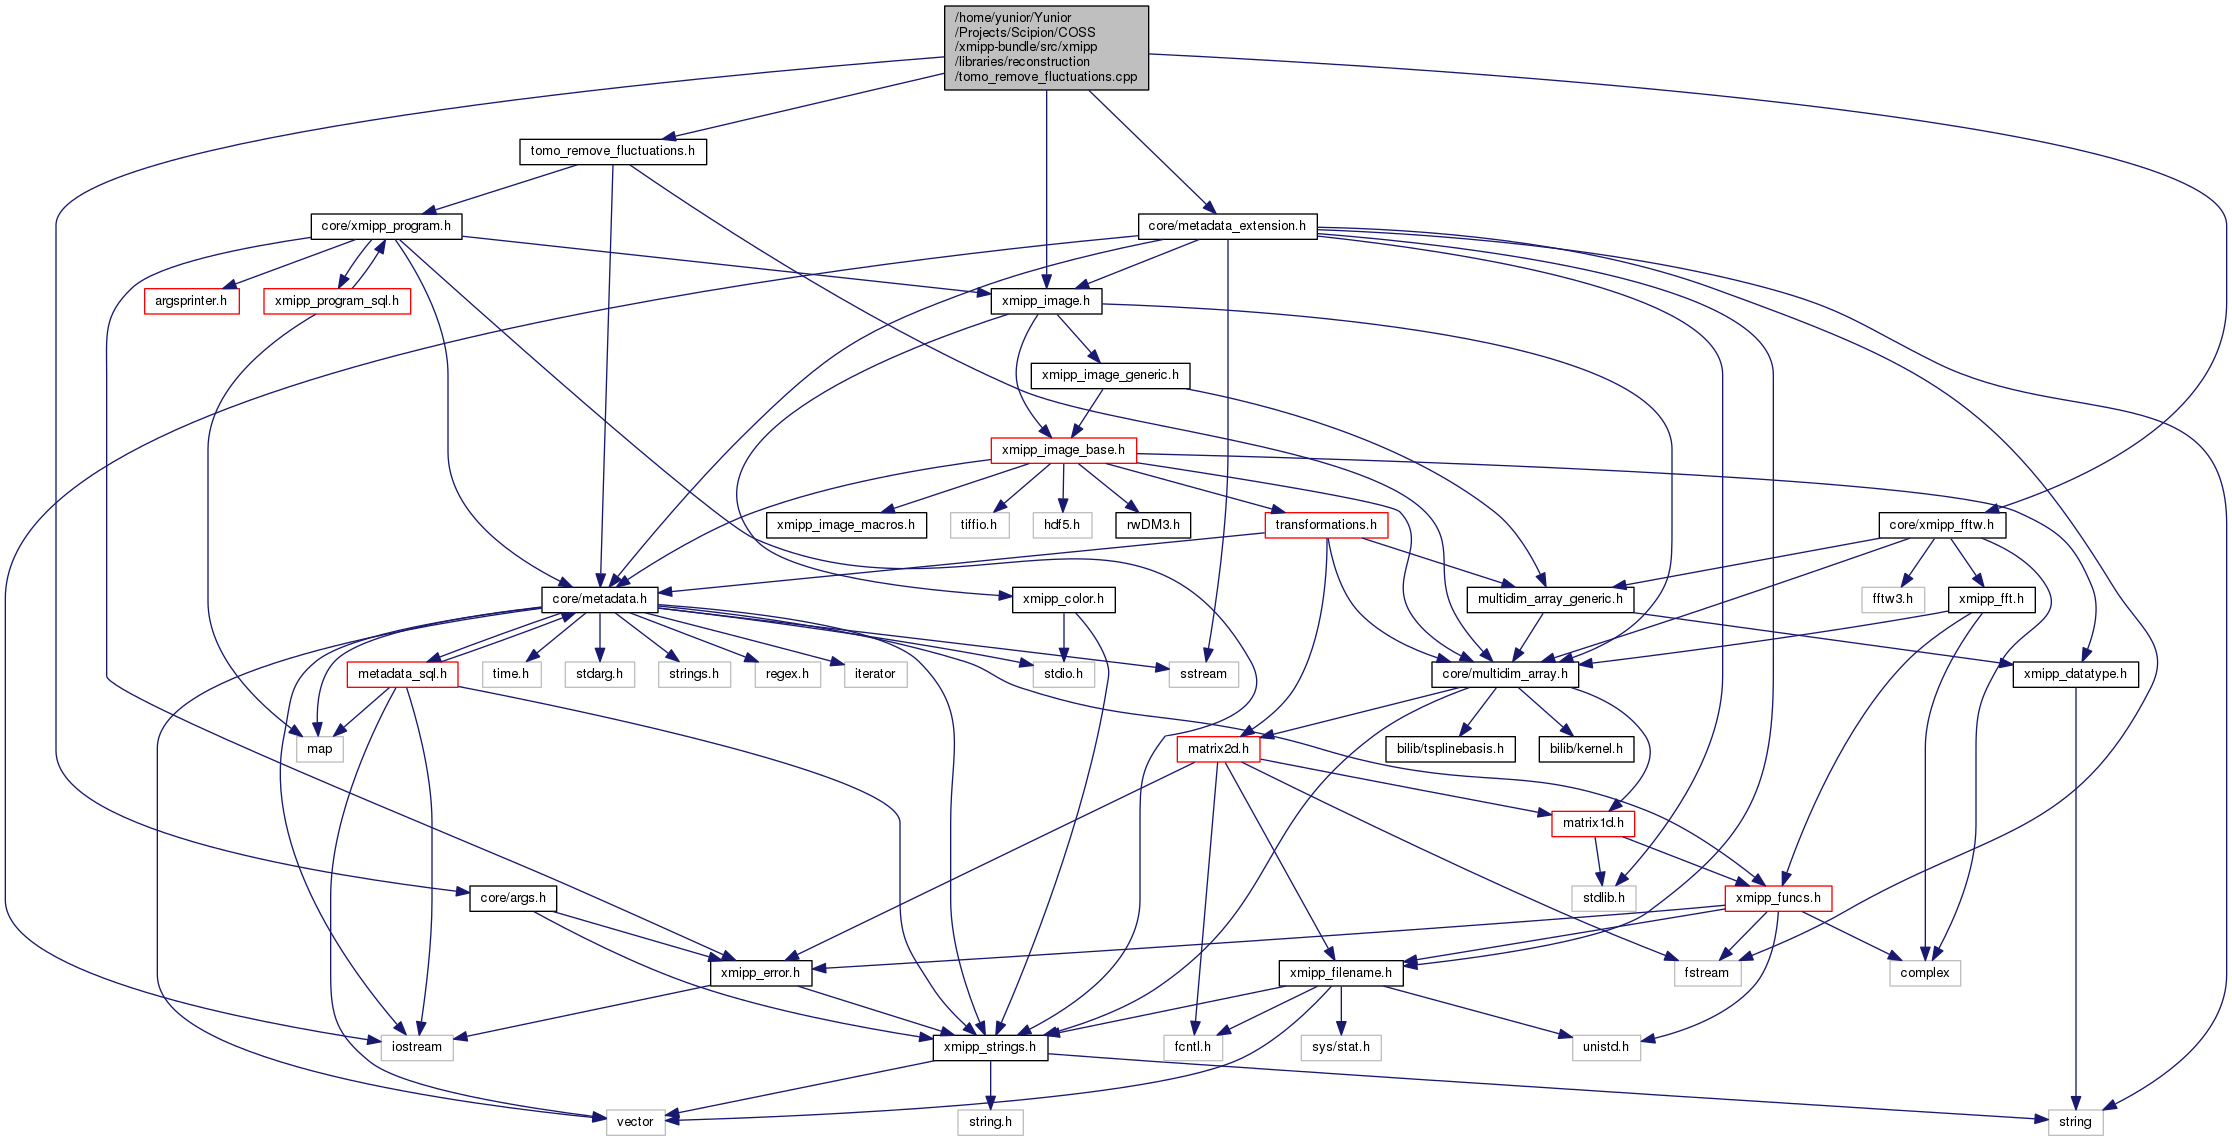 /home/yunior/Yunior
/Projects/Scipion/COSS
/xmipp-bundle/src/xmipp
/libraries/reconstruction
/tomo_remove_fluctuations.cpp
tomo_remove_fluctuations.h
core/xmipp_program.h
core/metadata_extension.h
argsprinter.h
xmipp_program_sql.h
xmipp_image.h
xmipp_image_generic.h
xmipp_image_base.h
xmipp_image_macros.h
tiffio.h
hdf5.h
rwDM3.h
transformations.h
core/xmipp_fftw.h
core/metadata.h
xmipp_color.h
multidim_array_generic.h
fftw3.h
xmipp_fft.h
metadata_sql.h
time.h
stdarg.h
strings.h
regex.h
iterator
stdio.h
sstream
core/multidim_array.h
xmipp_datatype.h
map
matrix2d.h
bilib/tsplinebasis.h
bilib/kernel.h
matrix1d.h
core/args.h
stdlib.h
xmipp_funcs.h
xmipp_error.h
xmipp_filename.h
fstream
complex
iostream
xmipp_strings.h
fcntl.h
sys/stat.h
unistd.h
vector
string.h
string